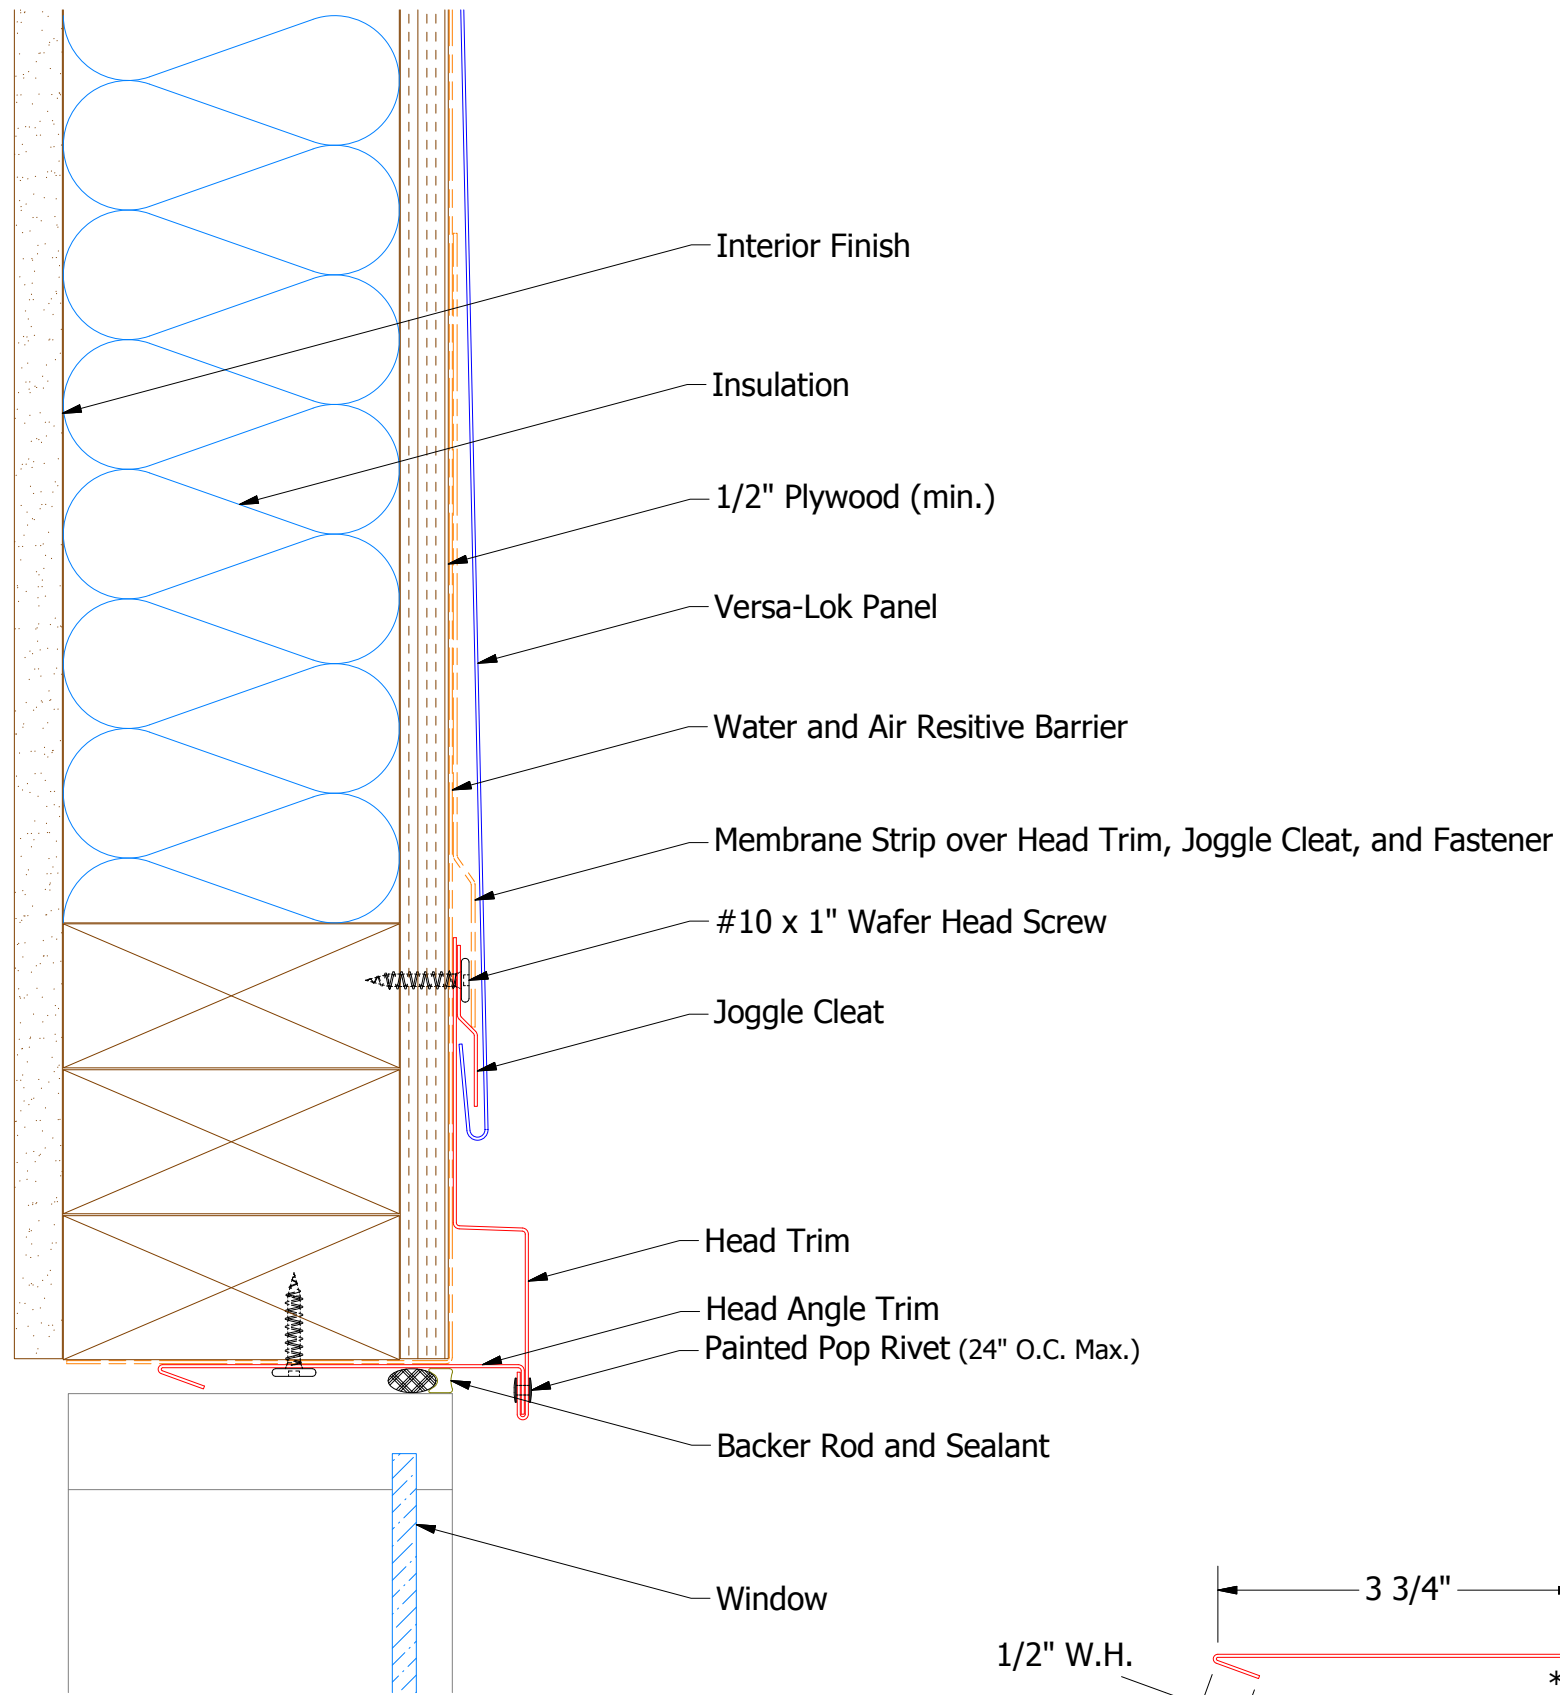 Interior Finish
Insulation
1/2" Plywood (min.)
Versa-Lok Panel
Water and Air Resitive Barrier
Membrane Strip over Head Trim, Joggle Cleat, and Fastener
#10 x 1" Wafer Head Screw
Joggle Cleat
Head Trim
Head Angle Trim
Painted Pop Rivet (24" O.C. Max.)
Backer Rod and Sealant
Window
3 3/4"
1/2" W.H.
*